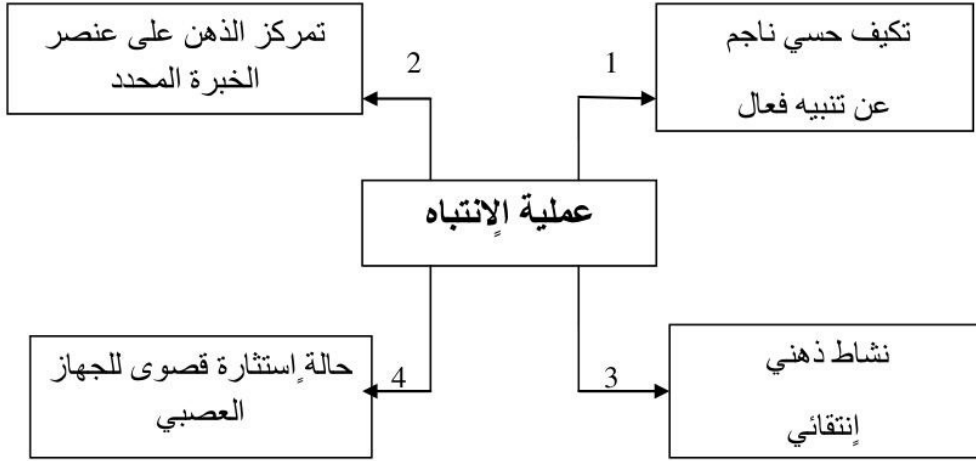 تكيف حسي ناجم
عن تنبيه فعال
1
2
تمركز الذهن على عنصر
الخبرة المحدد
عملية الإنتباه
نشاط ذهني
إنتقائي
3
4
حالة إستثارة قصوى للجهاز
العصبي